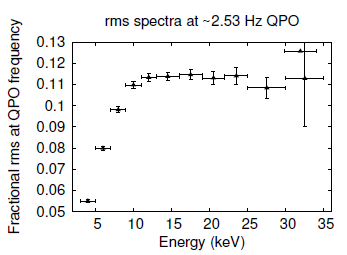 rms spectra at ~2.53 Hz QPO
Fractional rms at QPO frequency
0.13
0.12
0.11
0.1
0.09
0.08
0.07
0.06
0.05
5 10 15 20 25 30 35
Energy (keV)